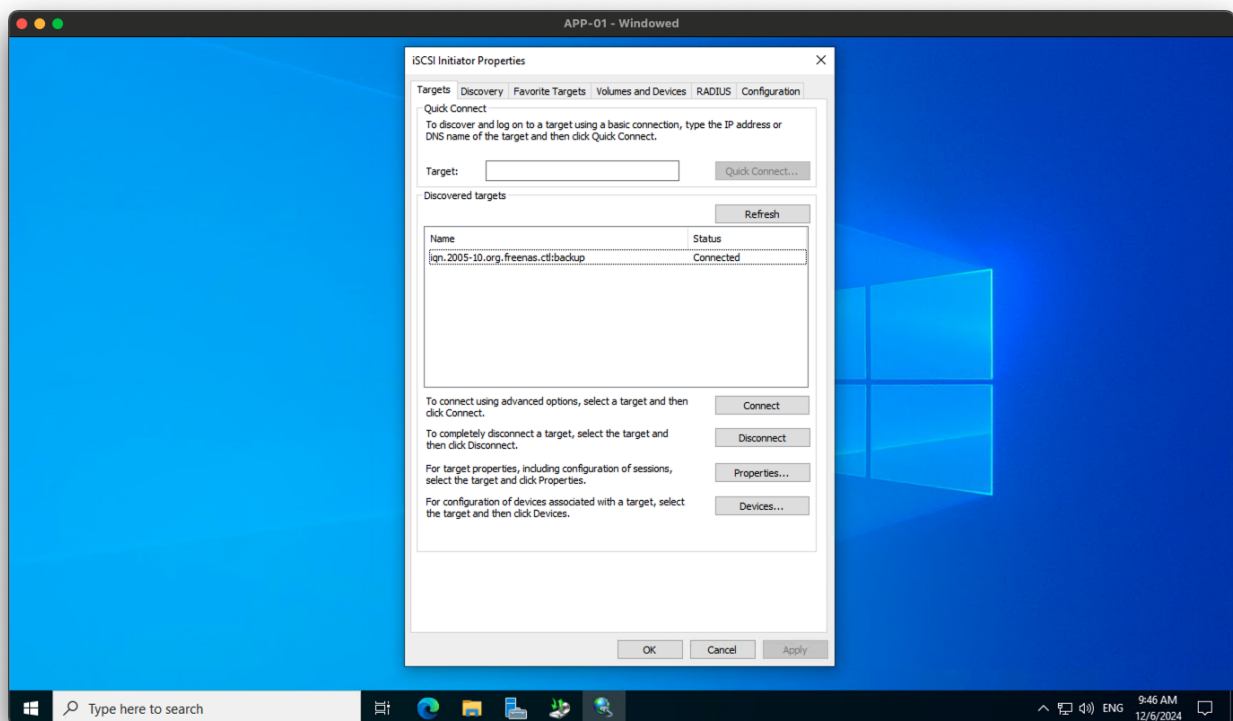 APP-01 - Windowed
iSCSI Initiator Properties
Targets Discovery Favorite Targets Volumes and Devices RADIUS Configuration
Quick Connect
To discover and log on to a target using a basic connection, type the IP address or
DNS name of the target and then click Quick Connect.
Target:
Quick Connect...
Discovered targets
Refresh
Name Status
iqn.2005-10.org.freenas.ctl:backup Connected
To connect using advanced options, select a target and then
click Connect.
Connect
To completely disconnect a target, select the target and
then click Disconnect.
Disconnect
For target properties, including configuration of sessions,
select the target and click Properties.
Properties...
For configuration of devices associated with a target, select
the target and then click Devices.
Devices...
OK Cancel Apply
Type here to search
ENG
9:46 AM
12/6/2024